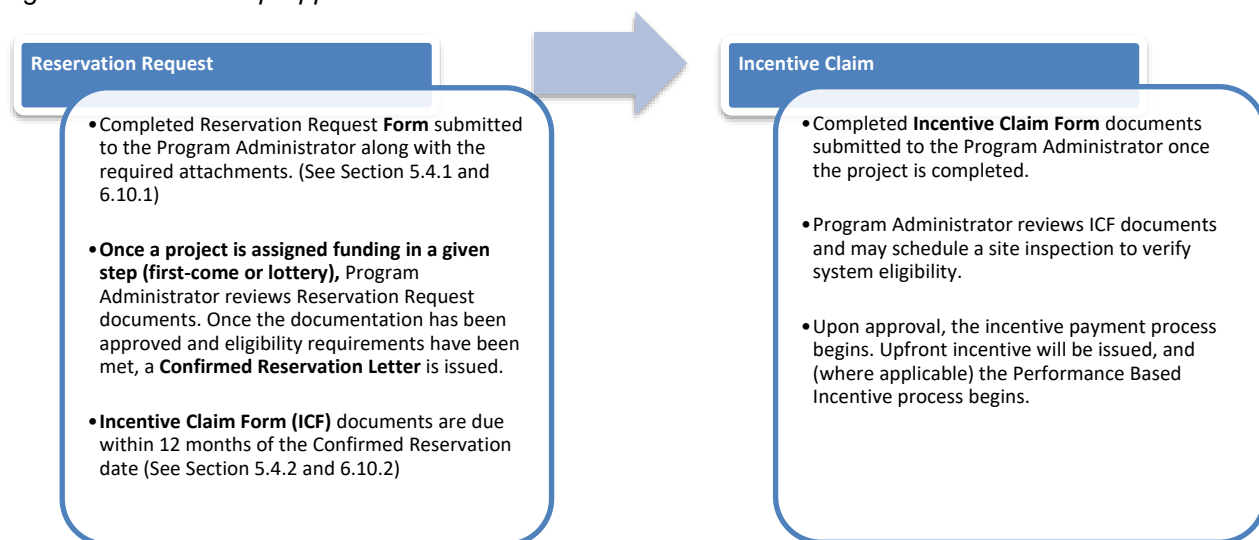 Reservation Request
•Completed Reservation Request Form submitted
to the Program Administrator along with the
required attachments. (See Section 5.4.1 and
6.10.1)
•Once a project is assigned funding in a given
step (first-come or lottery), Program
Administrator reviews Reservation Request
documents. Once the documentation has been
approved and eligibility requirements have been
met, a Confirmed Reservation Letter is issued.
•Incentive Claim Form (ICF) documents are due
within 12 months of the Confirmed Reservation
date (See Section 5.4.2 and 6.10.2)
Incentive Claim
•Completed Incentive Claim Form documents
submitted to the Program Administrator once
the project is completed.
•Program Administrator reviews ICF documents
and may schedule a site inspection to verify
system eligibility.
•Upon approval, the incentive payment process
begins. Upfront incentive will be issued, and
(where applicable) the Performance Based
Incentive process begins.